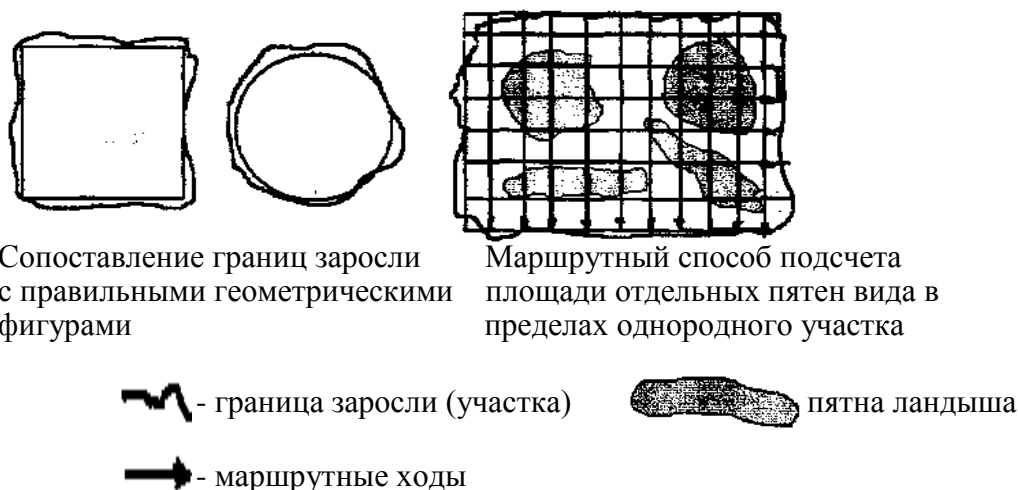 Сопоставление границ заросли
с правильными геометрическими
фигурами
Маршрутный способ подсчета
площади отдельных пятен вида в
пределах однородного участка
- граница заросли (участка)
пятна ландыша
- маршрутные ходы